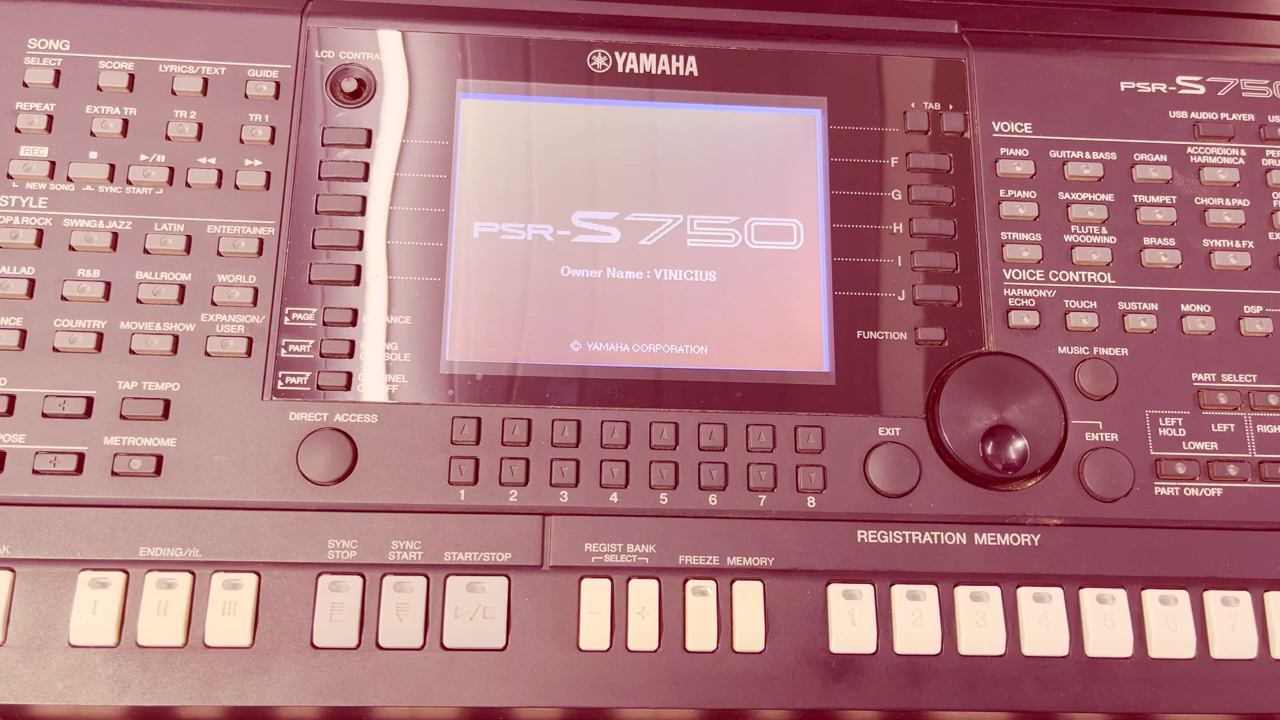 YAMAHA
PSR-S750
SONG
SELECT
SCORE
LYRICS/TEXT
GUIDE
REPEAT
EXTRA TR
TR 2
TR 1
REC
NEW SONG
SYNC START
STYLE
SWING&JAZZ
LATIN
ENTERTAINER
R&B
BALLROOM
WORLD
COUNTRY
MOVIE&SHOW
EXPANSION/
USER
TAP TEMPO
METRONOME
LCD
PAGE
PART
PART
DIRECT ACCESS
PSR-S750
Owner Name : VINICIUS
© YAMAHA CORPORATION
TAB
F
G
H
I
J
FUNCTION
1 2 3 4 5 6 7 8
EXIT
ENTER
USB AUDIO PLAYER
VOICE
PIANO
GUITAR & BASS
ORGAN
ACCORDION &
HARMONICA
E.PIANO
SAXOPHONE
TRUMPET
CHOIR & PAD
STRINGS
FLUTE &
WOODWIND
BRASS
SYNTH & FX
VOICE CONTROL
HARMONY/
ECHO
TOUCH
SUSTAIN
MONO
DSP
MUSIC FINDER
PART SELECT
LEFT
HOLD
LEFT
LOWER
PART ON/OFF
ENDING/rit.
I
II
III
SYNC
STOP
SYNC
START
START/STOP
REGIST BANK
SELECT
- +
FREEZE
MEMORY
REGISTRATION MEMORY
1 2 3 4 5 6 7